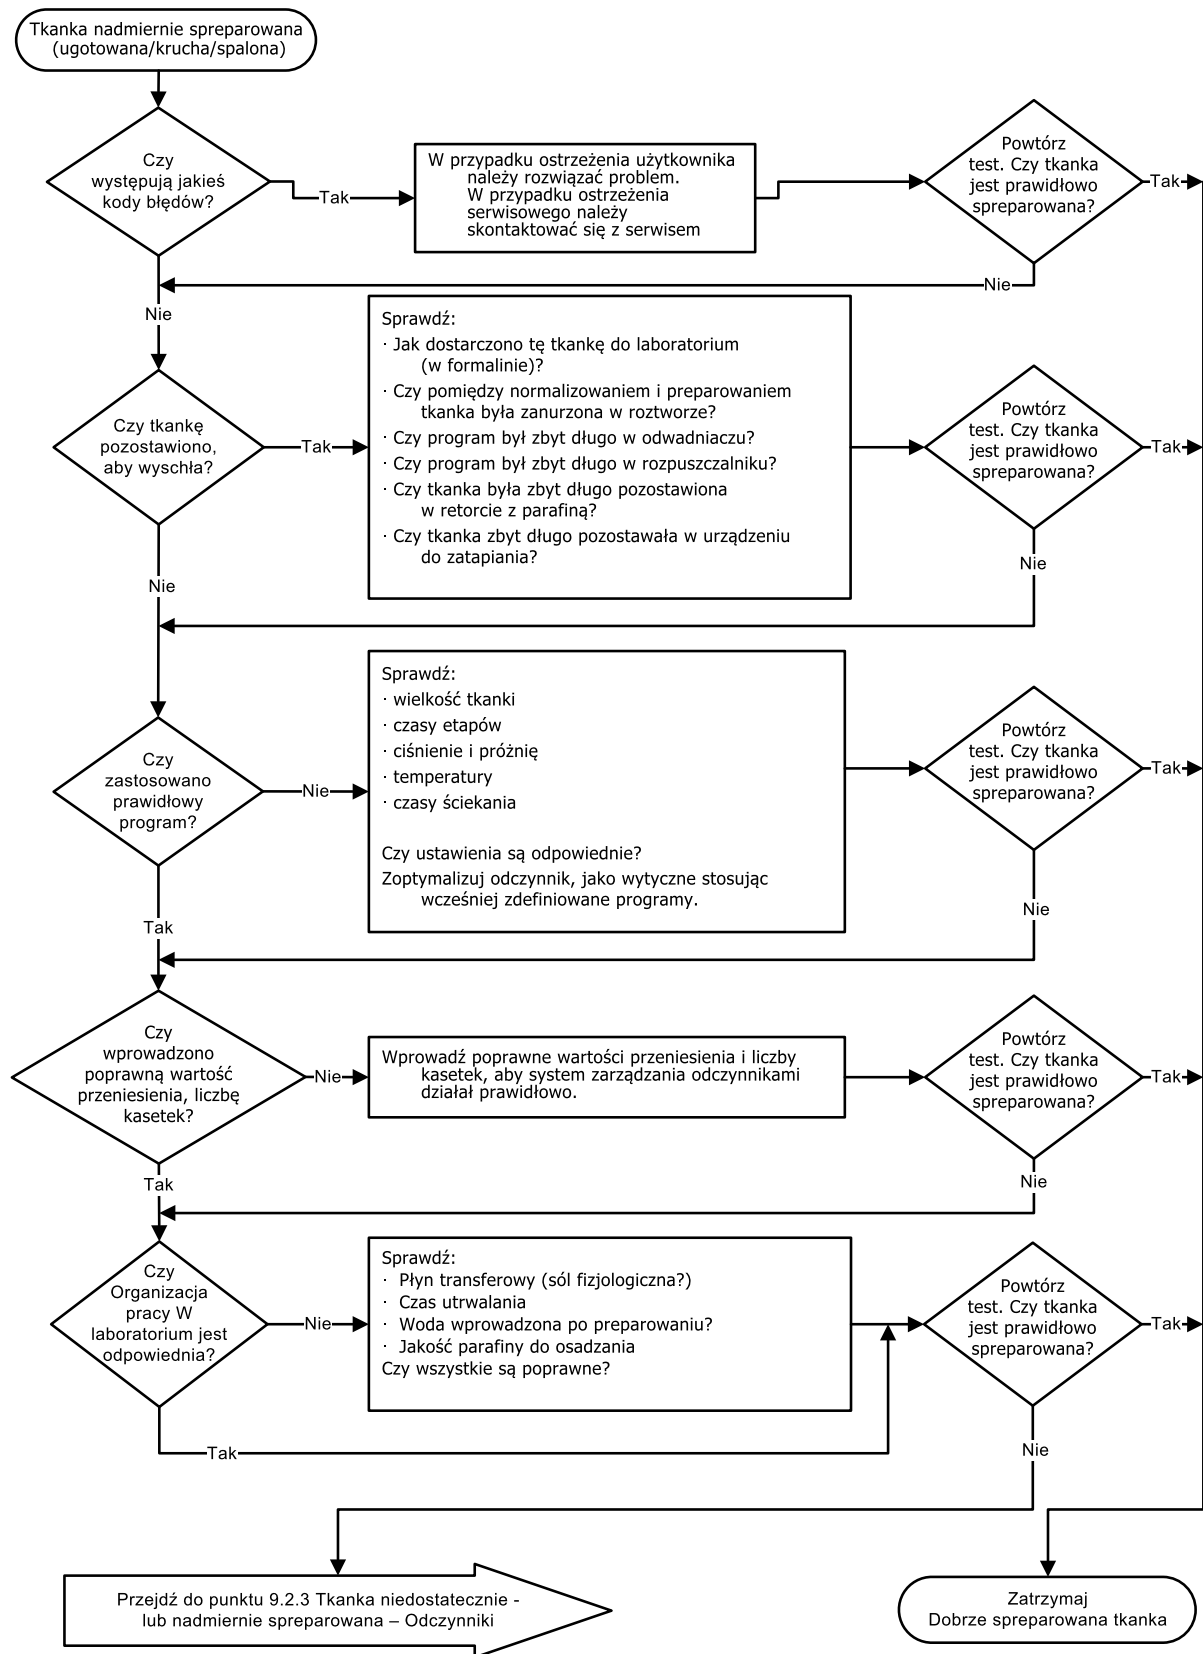 Tkanka nadmiernie spreparowana
(ugotowana/krucha/spalona)
Czy
występują jakieś
kody błędów?
Tak
W przypadku ostrzeżenia użytkownika
należy rozwiązać problem.
W przypadku ostrzeżenia
serwisowego należy
skontaktować się z serwisem
Powtórz
test. Czy tkanka
jest prawidłowo
spreparowana?
Tak
Nie
Nie
Czy tkankę
pozostawiono,
aby wyschła?
Tak
Sprawdź:
· Jak dostarczono tę tkankę do laboratorium
(w formalinie)?
· Czy pomiędzy normalizowaniem i preparowaniem
tkanka była zanurzona w roztworze?
· Czy program był zbyt długo w odwadniaczu?
· Czy program był zbyt długo w rozpuszczalniku?
· Czy tkanka była zbyt długo pozostawiona
w retorcie z parafiną?
· Czy tkanka zbyt długo pozostawała w urządzeniu
do zatapiania?
Powtórz
test. Czy tkanka
jest prawidłowo
spreparowana?
Tak
Nie
Nie
Czy
zastosowano
prawidłowy
program?
Nie
Sprawdź:
· wielkość tkanki
· czasy etapów
· ciśnienie i próżnię
· temperatury
· czasy ściekania
Czy ustawienia są odpowiednie?
Zoptymalizuj odczynnik, jako wytyczne stosując
wcześniej zdefiniowane programy.
Powtórz
test. Czy tkanka
jest prawidłowo
spreparowana?
Tak
Nie
Tak
Czy
wprowadzono
poprawną wartość
przeniesienia, liczbę
kasetek?
Nie
Wprowadź poprawne wartości przeniesienia i liczby
kasetek, aby system zarządzania odczynnikami
działał prawidłowo.
Powtórz
test. Czy tkanka
jest prawidłowo
spreparowana?
Tak
Nie
Tak
Czy
Organizacja
pracy W
laboratorium jest
odpowiednia?
Nie
Sprawdź:
· Płyn transferowy (sól fizjologiczna?)
· Czas utrwalania
· Woda wprowadzona po preparowaniu?
· Jakość parafiny do osadzania
Czy wszystkie są poprawne?
Powtórz
test. Czy tkanka
jest prawidłowo
spreparowana?
Tak
Tak
Nie
Przejdź do punktu 9.2.3 Tkanka niedostatecznie -
lub nadmiernie spreparowana – Odczynniki
Zatrzymaj
Dobrze spreparowana tkanka